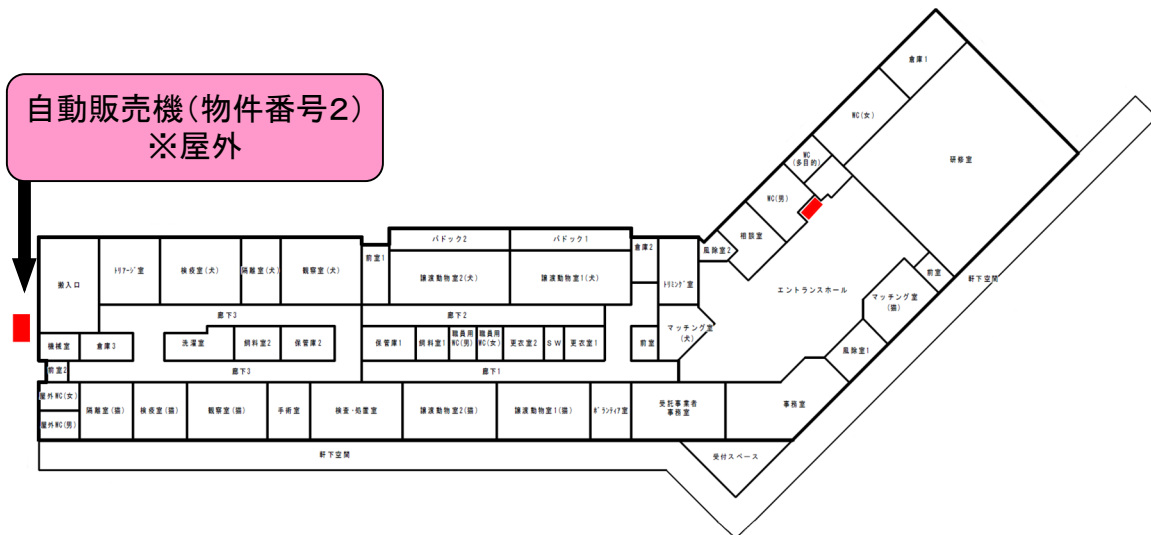 自動販売機(物件番号2)
※屋外
倉庫1
WC(女)
WC
(多目的)
研修室
WC(男)
相談室
風除室2
エントランスホール
前室
軒下空間
マッチング室
(猫)
風除室1
事務室
受付スペース
搬入口
トリアージ室
検疫室(犬)
隔離室(犬)
観察室(犬)
前室1
パドック2
パドック1
譲渡動物室2(犬)
譲渡動物室1(犬)
倉庫2
トリミング室
マッチング室
(犬)
廊下3
廊下2
機械室
倉庫3
洗濯室
飼料室2
保管庫2
保管庫1
飼料室1
職員用
WC(男)
職員用
WC(女)
更衣室2
SW
更衣室1
前室
前室2
廊下3
廊下1
屋外WC(女)
屋外WC(男)
隔離室(猫)
検疫室(猫)
観察室(猫)
手術室
検査・処置室
譲渡動物室2(猫)
譲渡動物室1(猫)
ボランティア室
受託事業者
事務室
軒下空間